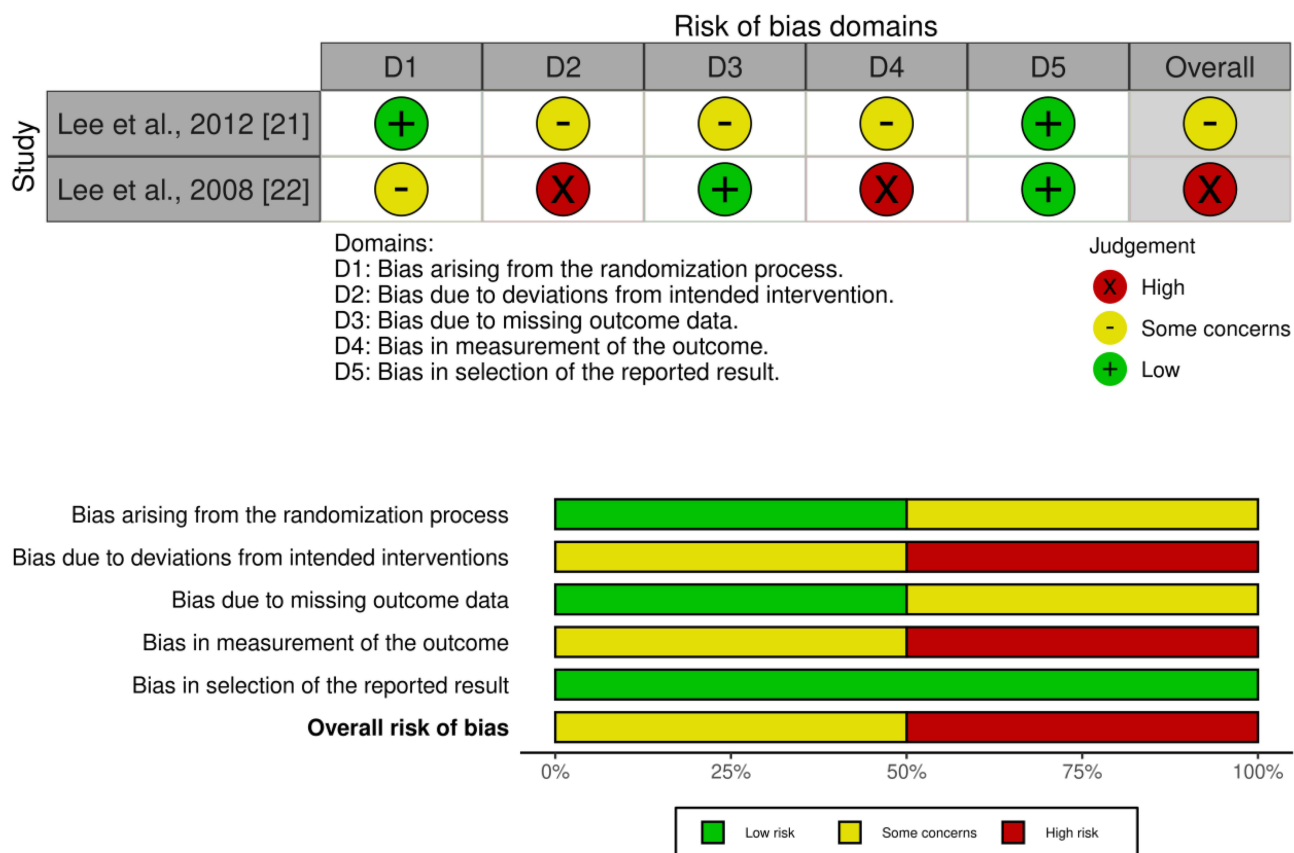 Risk of bias domains
D1 D2 D3 D4 D5 Overall
Study
Lee et al., 2012 [21] + - - - + -
Lee et al., 2008 [22] - X + X + X
Domains:
D1: Bias arising from the randomization process.
D2: Bias due to deviations from intended intervention.
D3: Bias due to missing outcome data.
D4: Bias in measurement of the outcome.
D5: Bias in selection of the reported result.
Judgement
X High
- Some concerns
+ Low
Bias arising from the randomization process
Bias due to deviations from intended interventions
Bias due to missing outcome data
Bias in measurement of the outcome
Bias in selection of the reported result
Overall risk of bias
0% 25% 50% 75% 100%
Low risk Some concerns High risk